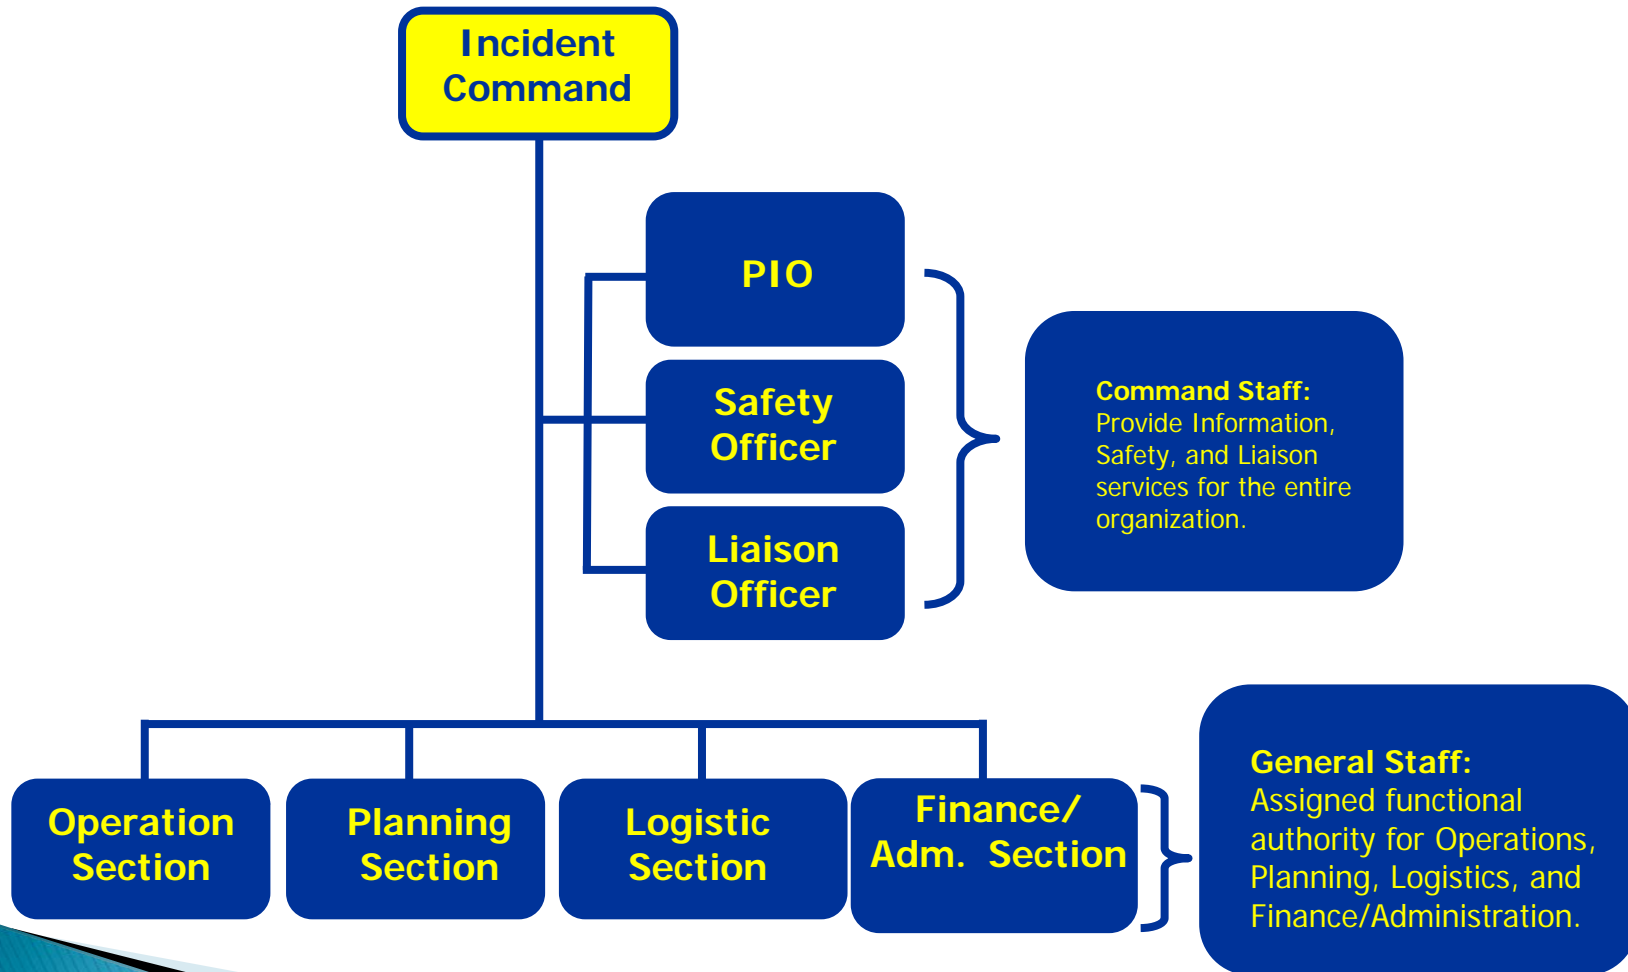 Incident
Command
PIO
Safety
Officer
Liaison
Officer
Command Staff:
Provide Information,
Safety, and Liaison
services for the entire
organization.
Operation
Section
Planning
Section
Logistic
Section
Finance/
Adm. Section
General Staff:
Assigned functional
authority for Operations,
Planning, Logistics, and
Finance/Administration.